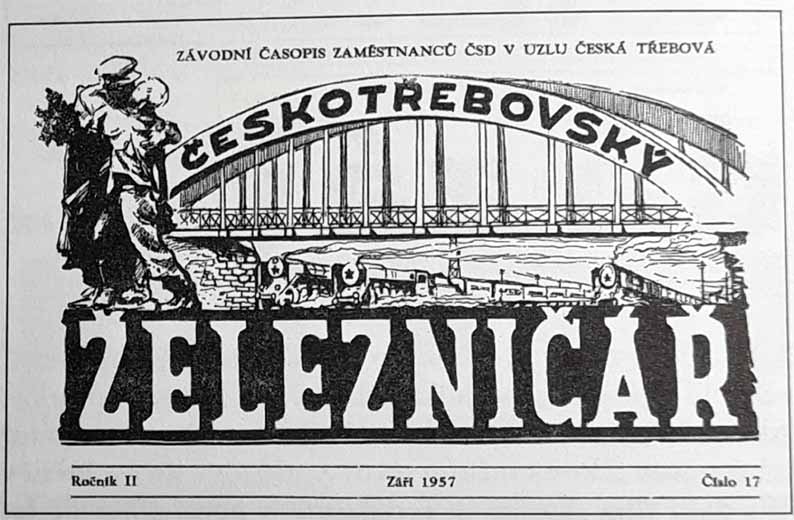 ZÁVODNÍ ČASOPIS ZAMĚSTNANCŮ ČSD V UZLU ČESKÁ TŘEBOVÁ
ČESKOTŘEBOVSKÝ
ŽELEZNIČÁŘ
Ročník II Září 1957 Číslo 17